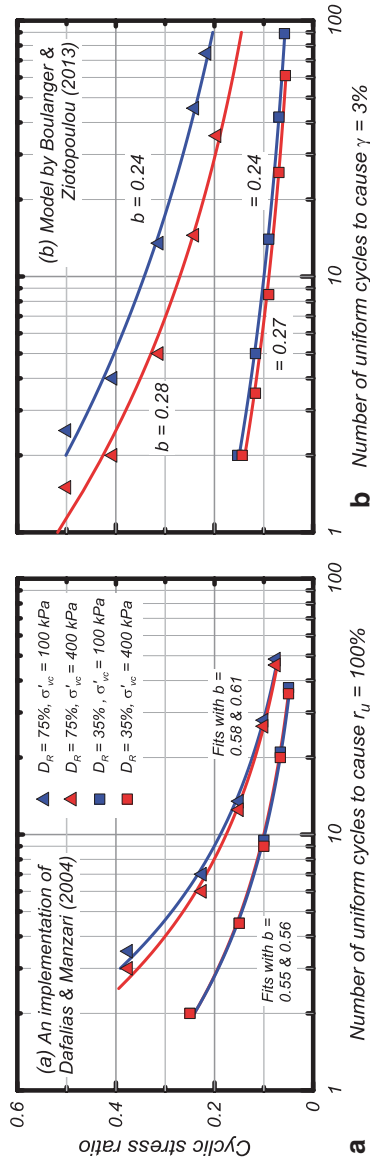 0.6
0.4
0.2
0
Cyclic stress ratio
(a) An implementation of
Dafalias & Manzari (2004)
D_R = 75%, σ'_vc = 100 kPa
D_R = 75%, σ'_vc = 400 kPa
D_R = 35% , σ'_vc = 100 kPa
D_R = 35%, σ'_vc = 400 kPa
Fits with b =
0.58 & 0.61
Fits with b =
0.55 & 0.56
1
10
100
a Number of uniform cycles to cause r_u = 100%
(b) Model by Boulanger &
Ziotopoulou (2013)
b = 0.24
b = 0.28
= 0.24
= 0.27
1
10
100
b Number of uniform cycles to cause γ = 3%